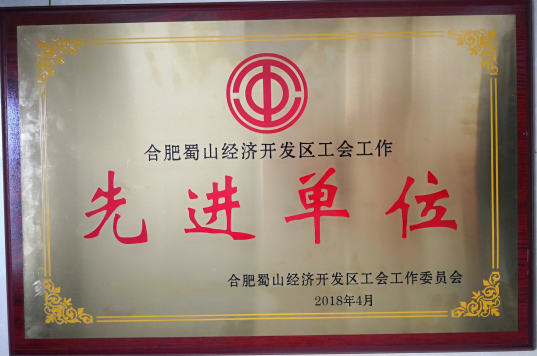 合肥蜀山经济开发区工会工作
先进单位
合肥蜀山经济开发区工会工作委员会
2018年4月